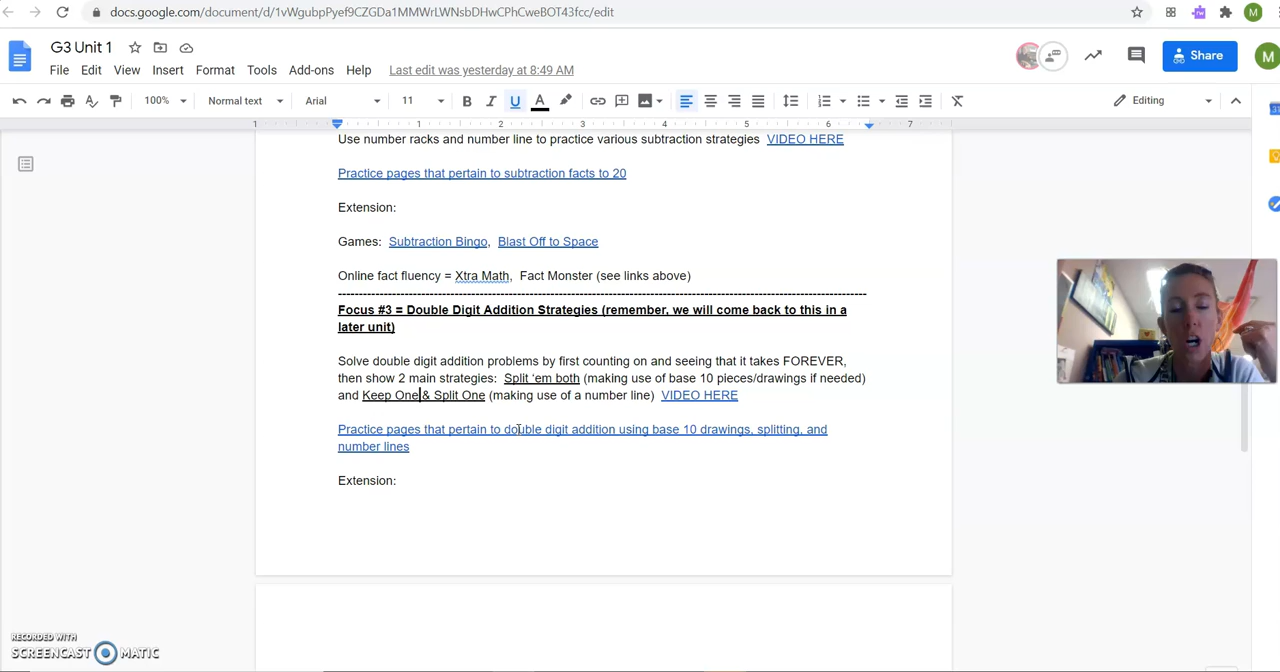 docs.google.com/document/d/1vWgubpPyef9CZGDa1MMWrLWNsbDHwCPhCweBOT43fcc/edit
M
G3 Unit 1
File Edit View Insert Format Tools Add-ons Help Last edit was yesterday at 8:49 AM
Share
M
100% Normal text Arial 11 B I U A Editing
1 1 2 3 4 5 6 7
Use number racks and number line to practice various subtraction strategies VIDEO HERE
Practice pages that pertain to subtraction facts to 20
Extension:
Games: Subtraction Bingo, Blast Off to Space
Online fact fluency = Xtra Math, Fact Monster (see links above)
Focus #3 = Double Digit Addition Strategies (remember, we will come back to this in a
later unit)
Solve double digit addition problems by first counting on and seeing that it takes FOREVER,
then show 2 main strategies: Split ‘em both (making use of base 10 pieces/drawings if needed)
and Keep One & Split One (making use of a number line) VIDEO HERE
Practice pages that pertain to double digit addition using base 10 drawings, splitting, and
number lines
Extension:
RECORDED WITH
SCREENCAST MATIC